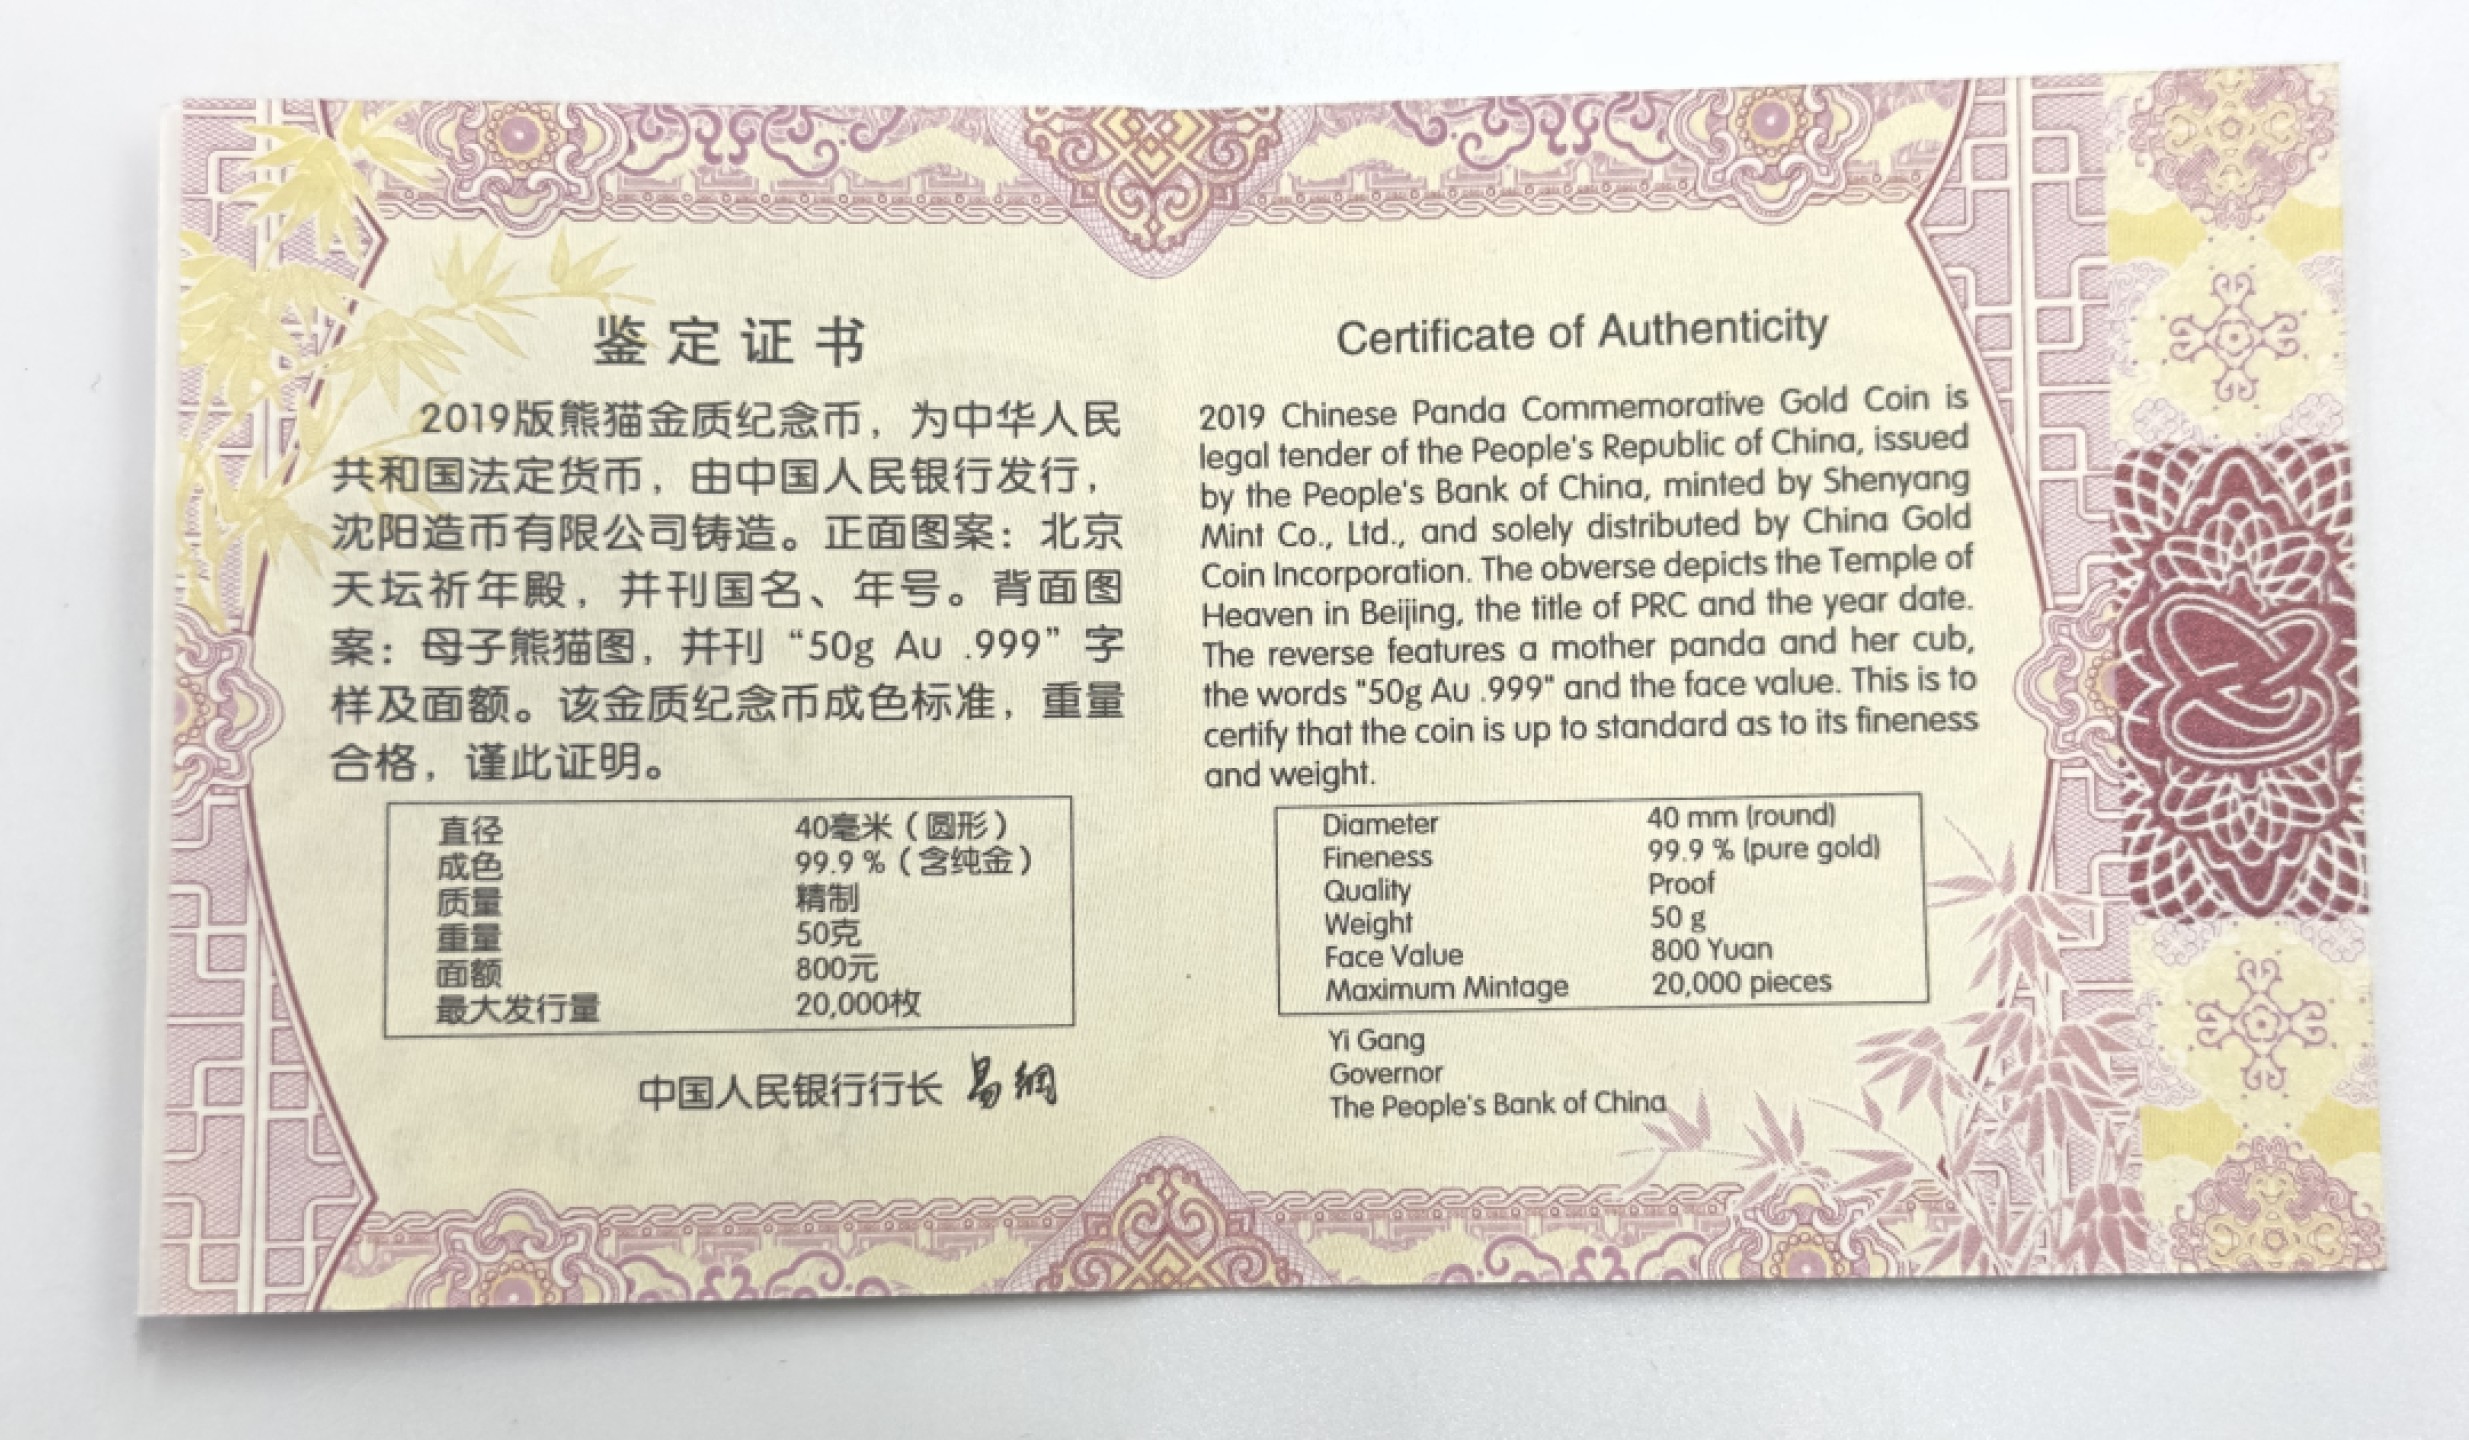 鉴定证书
2019版熊猫金质纪念币，为中华人民
共和国法定货币，由中国人民银行发行，
沈阳造币有限公司铸造。正面图案：北京
天坛祈年殿，并刊国名、年号。背面图
案：母子熊猫图，并刊“50g Au .999”字
样及面额。该金质纪念币成色标准，重量
合格，谨此证明。
直径 40毫米（圆形）
成色 99.9 %（含纯金）
质量 精制
重量 50克
面额 800元
最大发行量 20,000枚
中国人民银行行长 易纲
Certificate of Authenticity
2019 Chinese Panda Commemorative Gold Coin is
legal tender of the People's Republic of China, issued
by the People's Bank of China, minted by Shenyang
Mint Co., Ltd., and solely distributed by China Gold
Coin Incorporation. The obverse depicts the Temple of
Heaven in Beijing, the title of PRC and the year date.
The reverse features a mother panda and her cub,
the words "50g Au .999" and the face value. This is to
certify that the coin is up to standard as to its fineness
and weight.
Diameter 40 mm (round)
Fineness 99.9 % (pure gold)
Quality Proof
Weight 50 g
Face Value 800 Yuan
Maximum Mintage 20,000 pieces
Yi Gang
Governor
The People's Bank of China